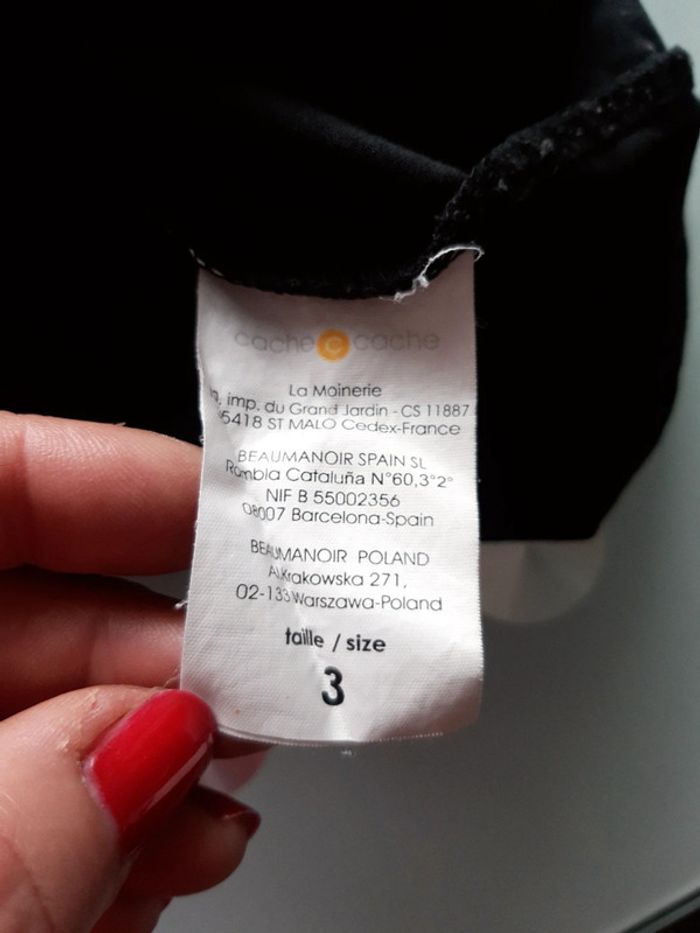 cache c cache
La Moinerie
imp. du Grand Jardin - CS 11887
5418 ST MALO Cedex-France
BEAUMANOIR SPAIN SL
Rambla Cataluña N°60,3°2°
NIF B 55002356
08007 Barcelona-Spain
BEAUMANOIR POLAND
Al.Krakowska 271,
02-133 Warszawa-Poland
taille / size
3